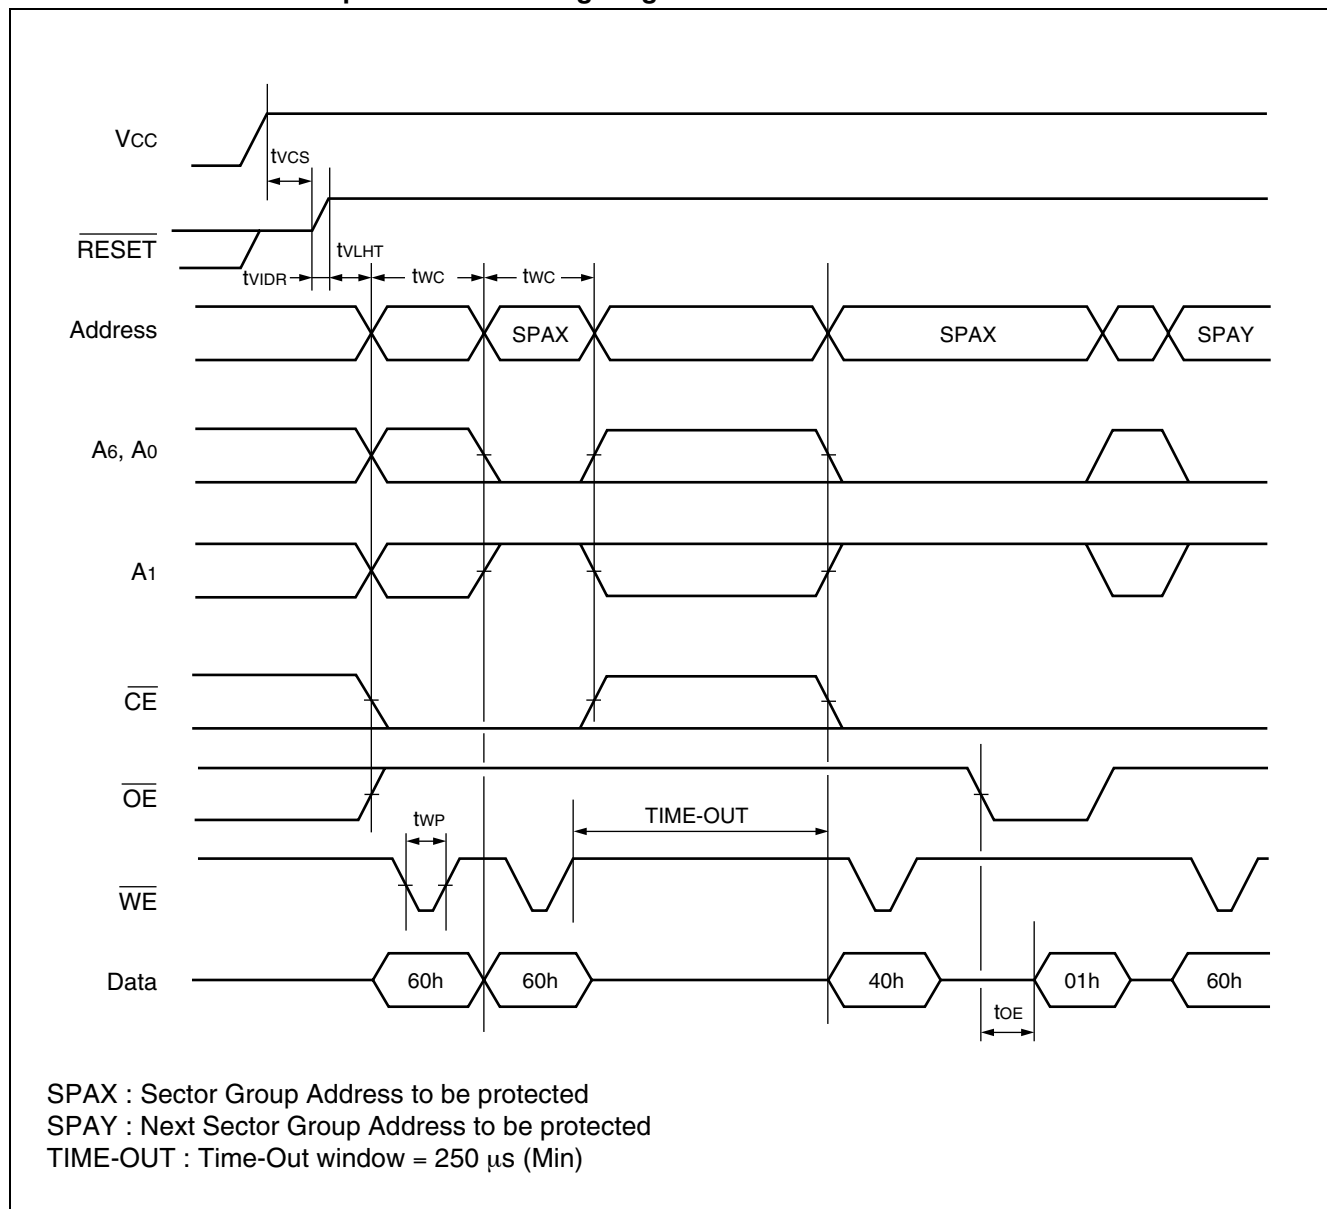 VCC
tVCS
RESET
tVLHT
tVIDR
tWC
tWC
Address
SPAX
SPAX
SPAY
A6, A0
A1
CE
OE
tWP
TIME-OUT
WE
Data
60h
60h
40h
01h
60h
tOE
SPAX : Sector Group Address to be protected
SPAY : Next Sector Group Address to be protected
TIME-OUT : Time-Out window = 250 μs (Min)